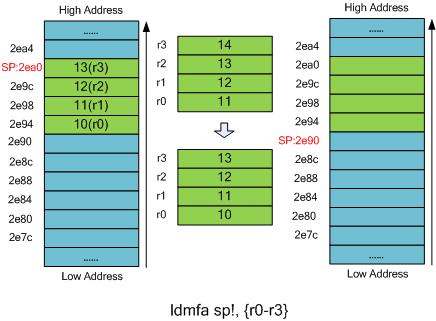 High Address
......
2ea4
SP:2ea0 13(r3)
2e9c 12(r2)
2e98 11(r1)
2e94 10(r0)
2e90
2e8c
2e88
2e84
2e80
2e7c
......
Low Address
r3 14
r2 13
r1 12
r0 11
r3 13
r2 12
r1 11
r0 10
High Address
......
2ea4
2ea0
2e9c
2e98
2e94
SP:2e90
2e8c
2e88
2e84
2e80
2e7c
......
Low Address
ldmfa sp!, {r0-r3}